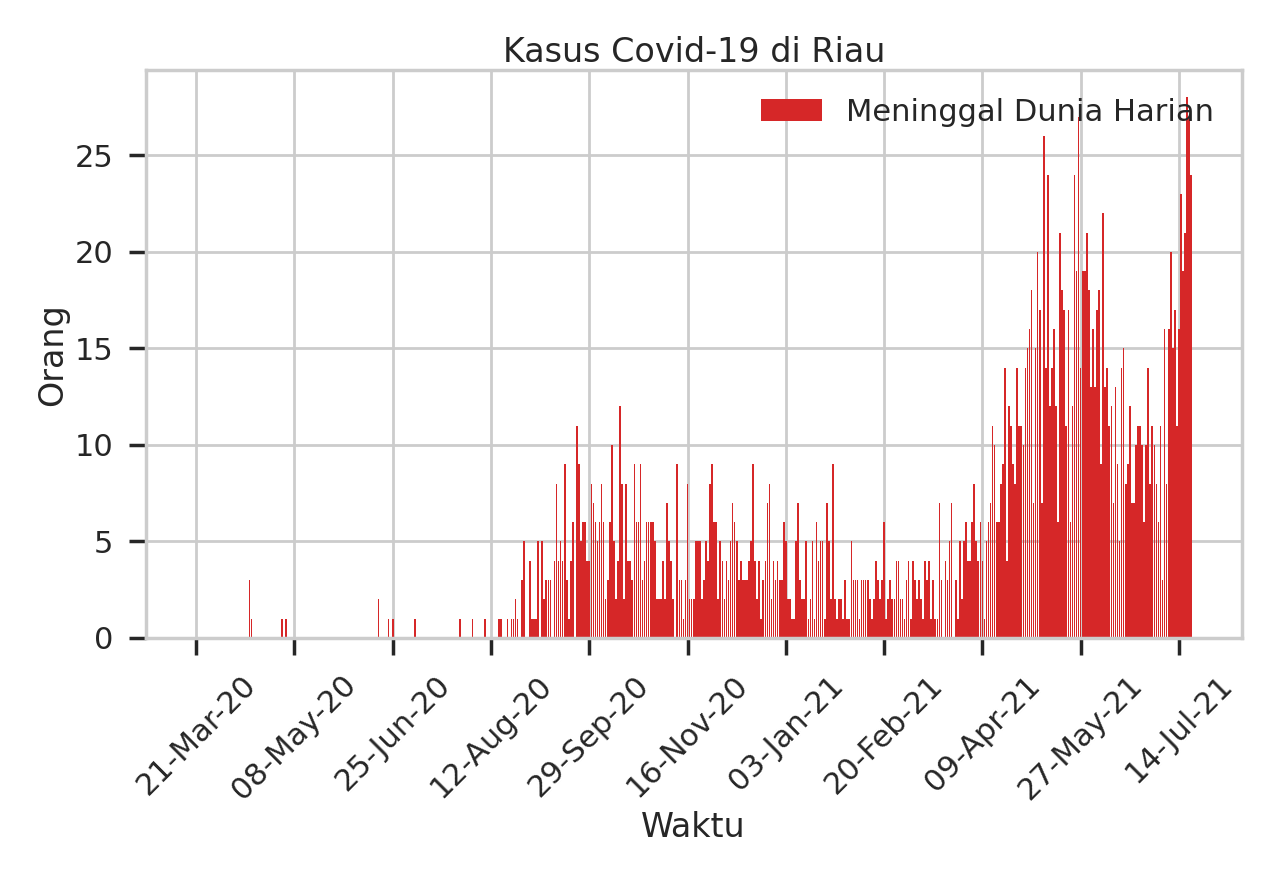 Kasus Covid-19 di Riau
Meninggal Dunia Harian
Orang
25
20
15
10
5
0
21-Mar-20
08-May-20
25-Jun-20
12-Aug-20
29-Sep-20
16-Nov-20
03-Jan-21
20-Feb-21
09-Apr-21
27-May-21
14-Jul-21
Waktu